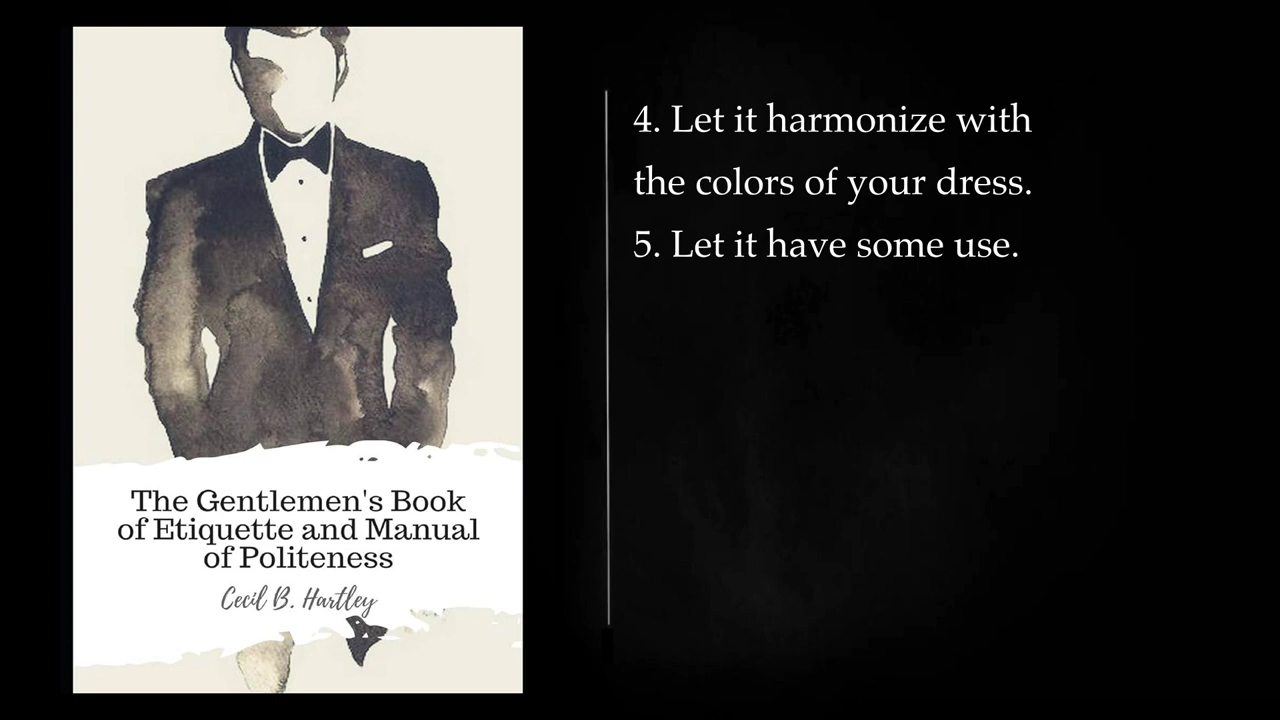 The Gentlemen's Book
of Etiquette and Manual
of Politeness
Cecil B. Hartley
4. Let it harmonize with
the colors of your dress.
5. Let it have some use.